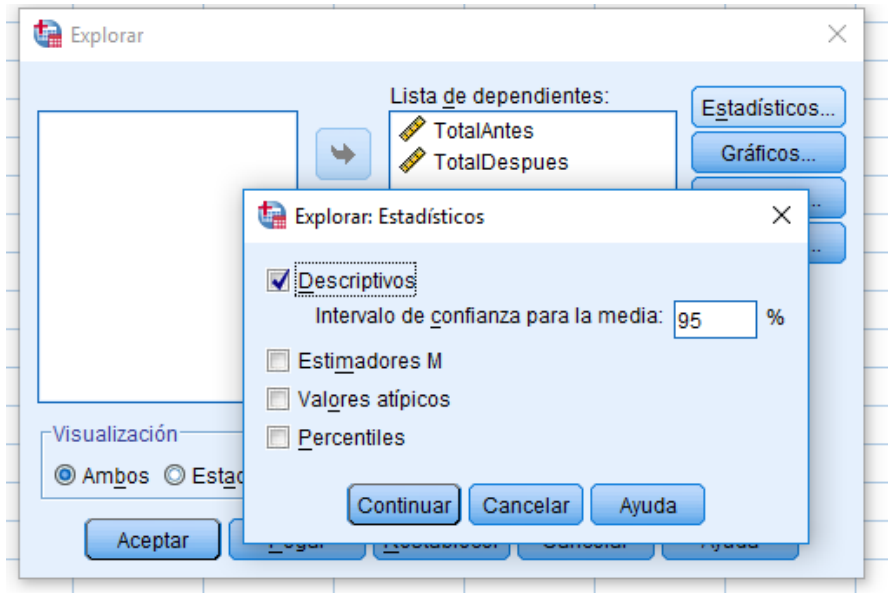 Explorar
Lista de dependientes:
TotalAntes
TotalDespues
Estadísticos...
Gráficos...
Explorar: Estadísticos
Descriptivos
Intervalo de confianza para la media: 95 %
Estimadores M
Valores atípicos
Percentiles
Visualización
Ambos
Continuar Cancelar Ayuda
Aceptar